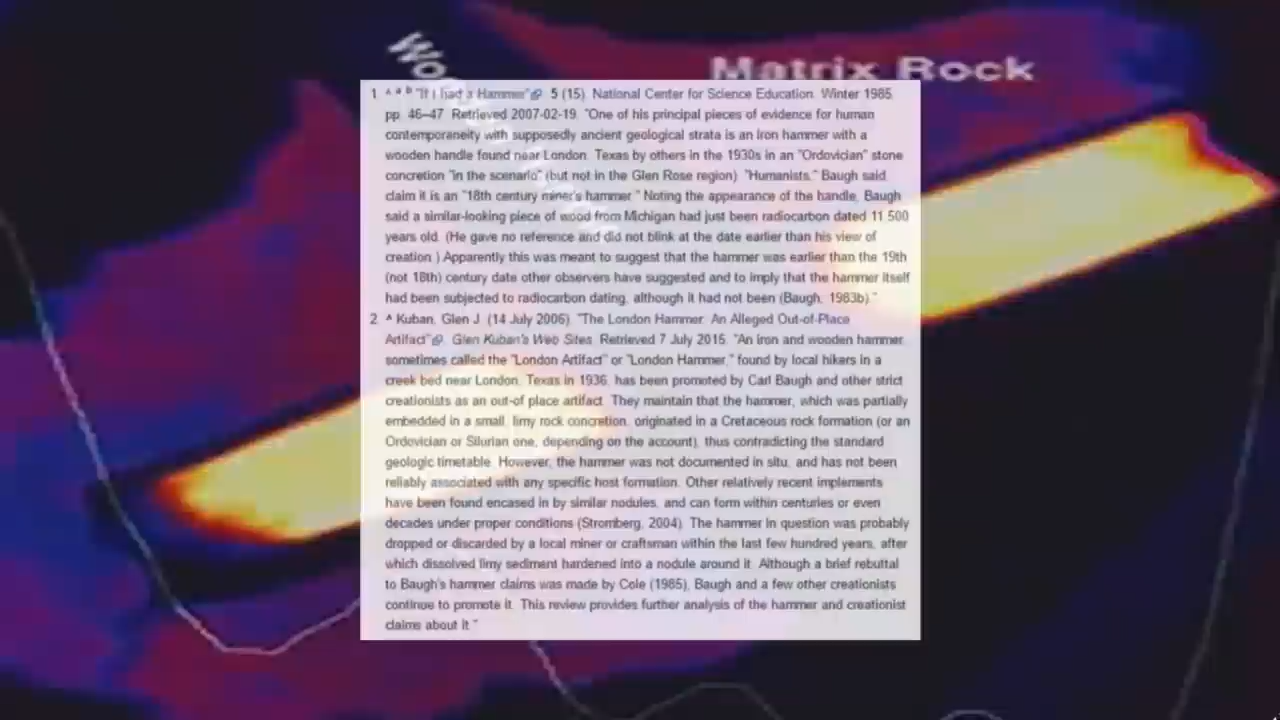 Matrix Rock
1. ^ a b "If I had a Hammer". 5 (15). National Center for Science Education. Winter 1985.
pp. 46–47. Retrieved 2007-02-19. "One of his principal pieces of evidence for human
contemporaneity with supposedly ancient geological strata is an iron hammer with a
wooden handle found near London, Texas by others in the 1930s in an "Ordovician" stone
concretion "in the scenario" (but not in the Glen Rose region). "Humanists," Baugh said
claim it is an "18th century miner's hammer." Noting the appearance of the handle, Baugh
said a similar-looking piece of wood from Michigan had just been radiocarbon dated 11,500
years old. (He gave no reference and did not blink at the date earlier than his view of
creation.) Apparently this was meant to suggest that the hammer was earlier than the 19th
(not 18th) century date other observers have suggested and to imply that the hammer itself
had been subjected to radiocarbon dating, although it had not been (Baugh, 1983b)."
2. ^ Kuban, Glen J. (14 July 2006). "The London Hammer: An Alleged Out-of-Place
Artifact". Glen Kuban's Web Sites. Retrieved 7 July 2015. "An iron and wooden hammer,
sometimes called the "London Artifact" or "London Hammer," found by local hikers in a
creek bed near London, Texas in 1936, has been promoted by Carl Baugh and other strict
creationists as an out-of place artifact. They maintain that the hammer, which was partially
embedded in a small, limy rock concretion, originated in a Cretaceous rock formation (or an
Ordovician or Silurian one, depending on the account), thus contradicting the standard
geologic timetable. However, the hammer was not documented in situ, and has not been
reliably associated with any specific host formation. Other relatively recent implements
have been found encased in by similar nodules, and can form within centuries or even
decades under proper conditions (Stromberg, 2004). The hammer in question was probably
dropped or discarded by a local miner or craftsman within the last few hundred years, after
which dissolved limy sediment hardened into a nodule around it. Although a brief rebuttal
to Baugh's hammer claims was made by Cole (1985), Baugh and a few other creationists
continue to promote it. This review provides further analysis of the hammer and creationist
claims about it."